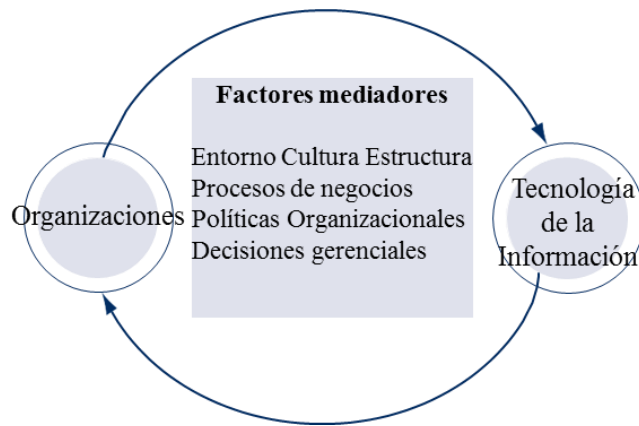 Factores mediadores
Entorno Cultura Estructura
Procesos de negocios
Políticas Organizacionales
Decisiones gerenciales
Organizaciones
Tecnología
de la
Información